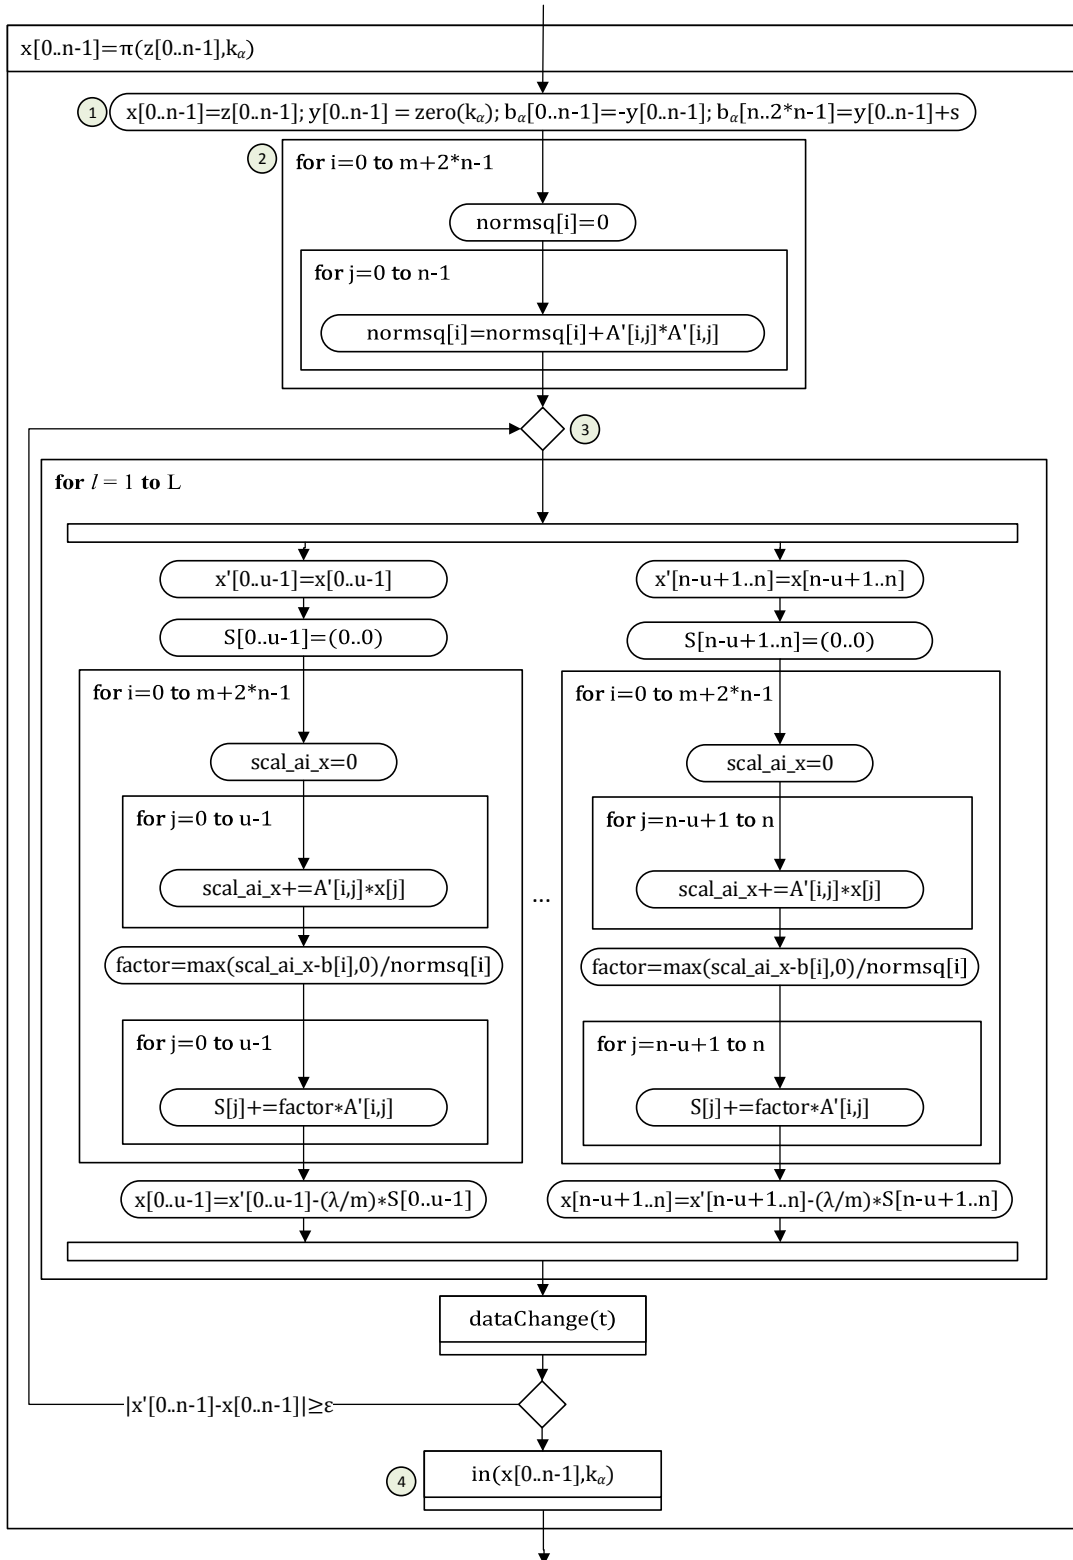 x[0..n-1]=π(z[0..n-1],kα)
1
x[0..n-1]=z[0..n-1]; y[0..n-1] = zero(kα); bα[0..n-1]=-y[0..n-1]; bα[n..2*n-1]=y[0..n-1]+s
2
for i=0 to m+2*n-1
normsq[i]=0
for j=0 to n-1
normsq[i]=normsq[i]+A'[i,j]*A'[i,j]
3
for l = 1 to L
x'[0..u-1]=x[0..u-1]
S[0..u-1]=(0..0)
for i=0 to m+2*n-1
scal_ai_x=0
for j=0 to u-1
scal_ai_x+=A'[i,j]*x[j]
factor=max(scal_ai_x-b[i],0)/normsq[i]
for j=0 to u-1
S[j]+=factor*A'[i,j]
x[0..u-1]=x'[0..u-1]-(λ/m)*S[0..u-1]
...
x'[n-u+1..n]=x[n-u+1..n]
S[n-u+1..n]=(0..0)
for i=0 to m+2*n-1
scal_ai_x=0
for j=n-u+1 to n
scal_ai_x+=A'[i,j]*x[j]
factor=max(scal_ai_x-b[i],0)/normsq[i]
for j=n-u+1 to n
S[j]+=factor*A'[i,j]
x[n-u+1..n]=x'[n-u+1..n]-(λ/m)*S[n-u+1..n]
dataChange(t)
|x'[0..n-1]-x[0..n-1]|≥ε
4
in(x[0..n-1],kα)